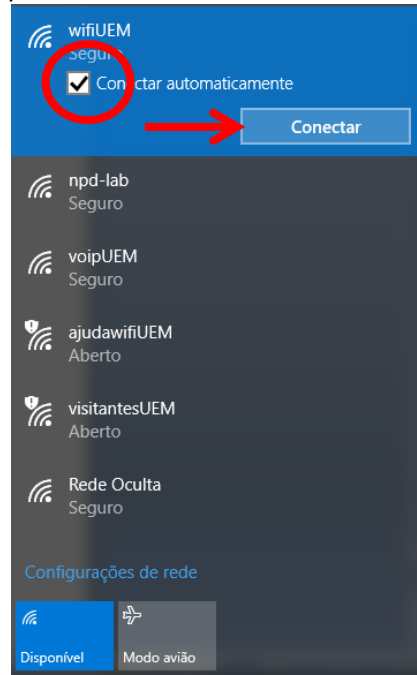 wifiUEM
Seguro
Conectar automaticamente
Conectar
npd-lab
Seguro
voipUEM
Seguro
ajudawifiUEM
Aberto
visitantesUEM
Aberto
Rede Oculta
Seguro
Configurações de rede
Disponível
Modo avião